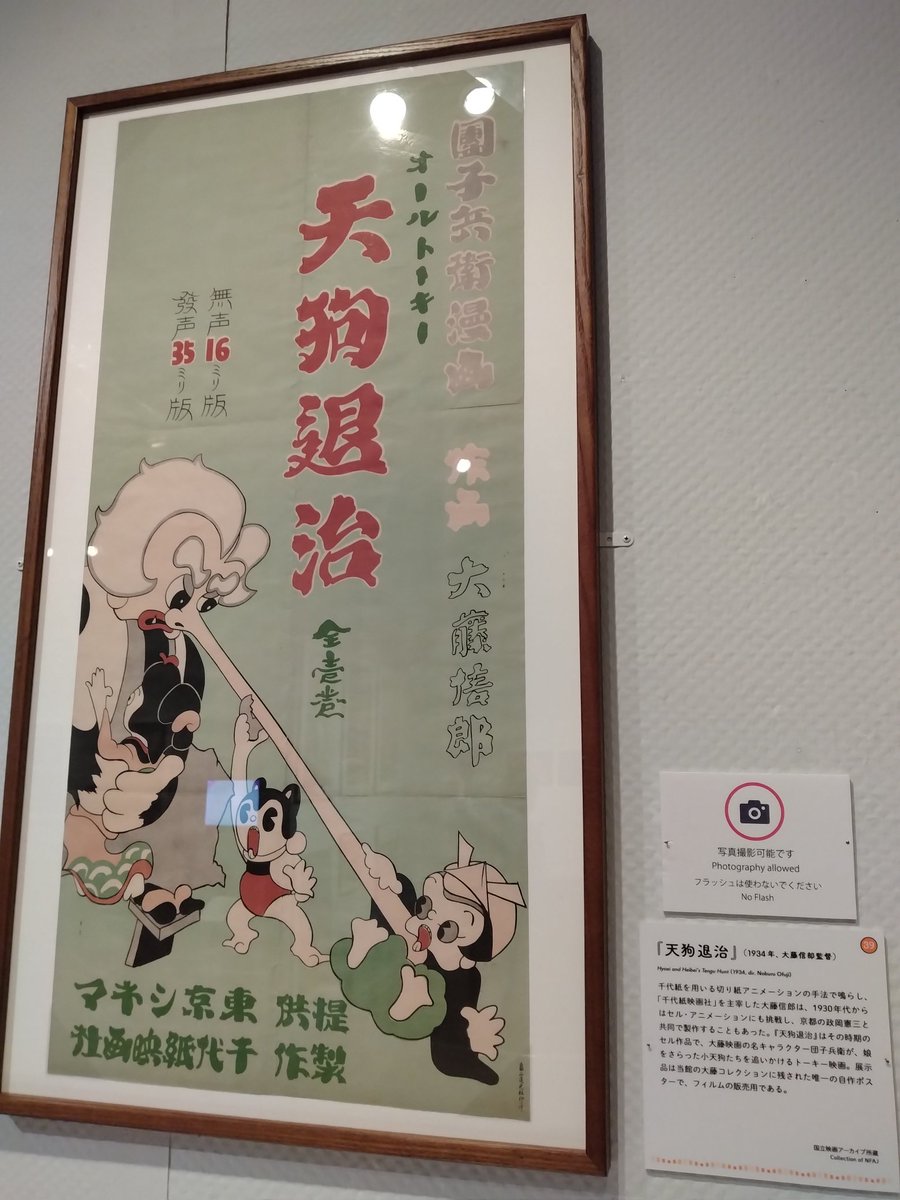 團子兵衛漫画 作画 大藤信郎
オールトーキー
天狗退治
全壹巻
無声16ミリ版
發声35ミリ版
提供 東京シネマ
製作 千代紙映画社
写真撮影可能です
Photography allowed
フラッシュは使わないでください
No Flash
39
『天狗退治』(1934年、大藤信郎監督)
Hyoei and Heibei's Tengu Hunt (1934, dir. Noburo Ofuji)
千代紙を用いる切り紙アニメーションの手法で鳴らし、
「千代紙映画社」を主宰した大藤信郎は、1930年代から
はセル・アニメーションにも挑戦し、京都の政岡憲三と
共同で製作することもあった。『天狗退治』はその時期の
セル作品で、大藤映画の名キャラクター団子兵衛が、娘
をさらった小天狗たちを追いかけるトーキー映画。展示
品は当館の大藤コレクションに残された唯一の自作ポス
ターで、フィルムの販売用である。
国立映画アーカイブ所蔵
Collection of NFAJ